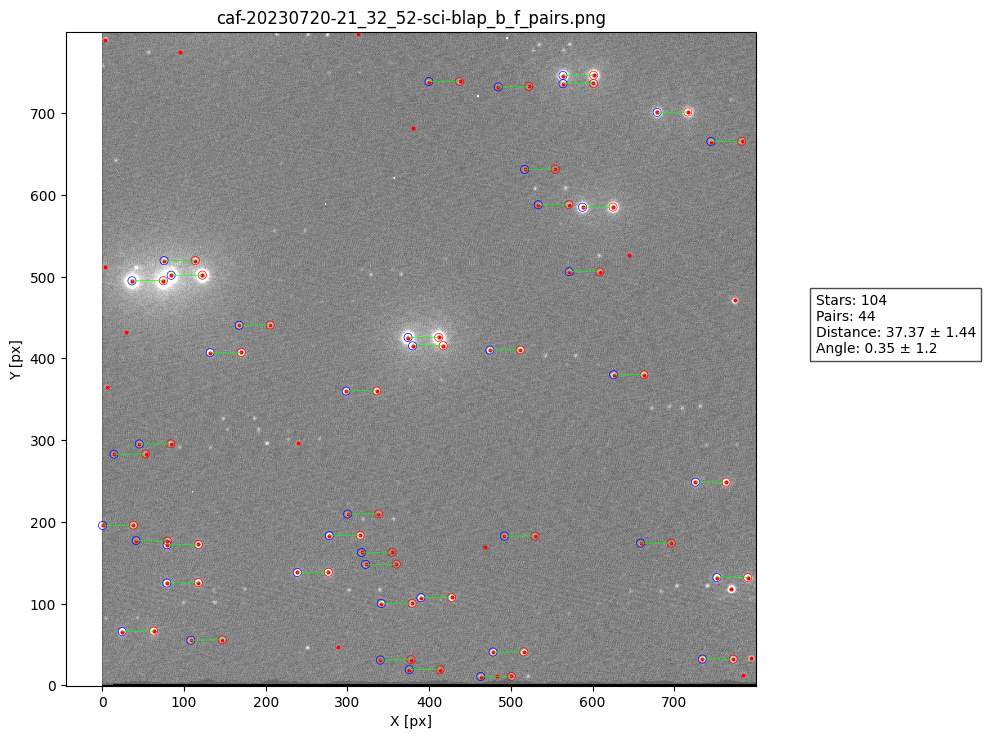 caf-20230720-21_32_52-sci-blap_b_f_pairs.png
700
600
500
400
300
200
100
0
Y [px]
0 100 200 300 400 500 600 700
X [px]
Stars: 104
Pairs: 44
Distance: 37.37 ± 1.44
Angle: 0.35 ± 1.2